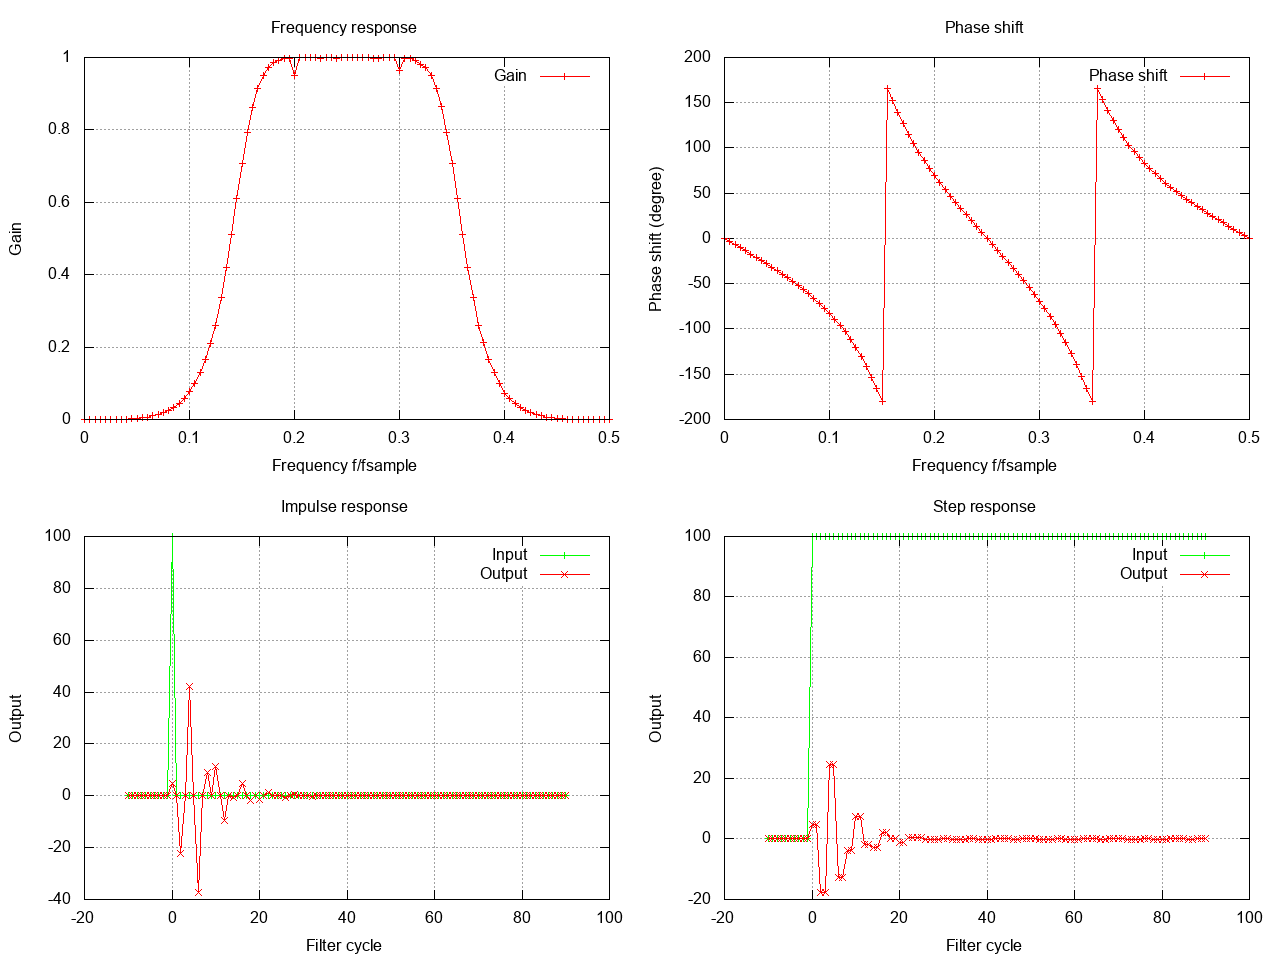 Frequency response
Gain
1
0.8
0.6
0.4
0.2
0
0 0.1 0.2 0.3 0.4 0.5
Gain
Frequency f/fsample
Phase shift
Phase shift
200
150
100
50
0
-50
-100
-150
-200
0 0.1 0.2 0.3 0.4 0.5
Phase shift (degree)
Frequency f/fsample
Impulse response
Input
Output
100
80
60
40
20
0
-20
-40
-20 0 20 40 60 80 100
Output
Filter cycle
Step response
Input
Output
100
80
60
40
20
0
-20
-20 0 20 40 60 80 100
Output
Filter cycle